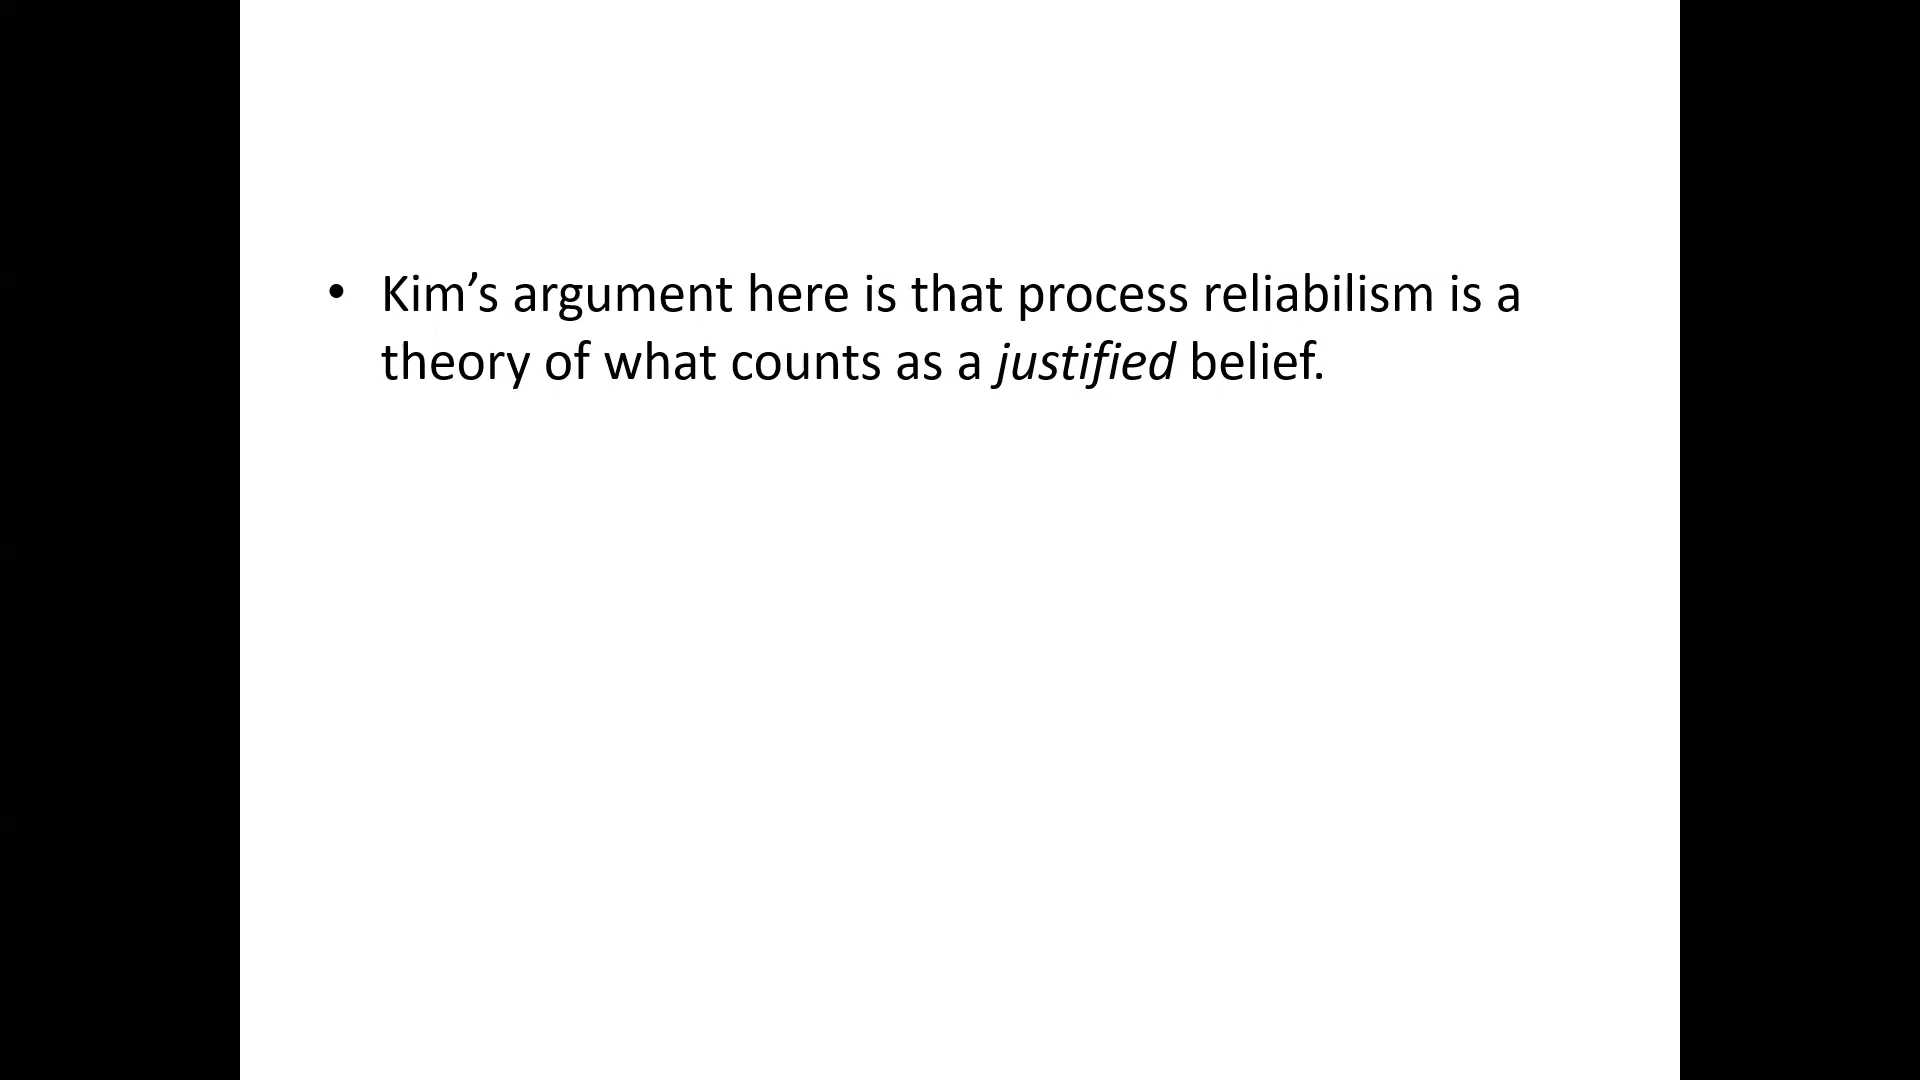 • Kim’s argument here is that process reliabilism is a
theory of what counts as a justified belief.